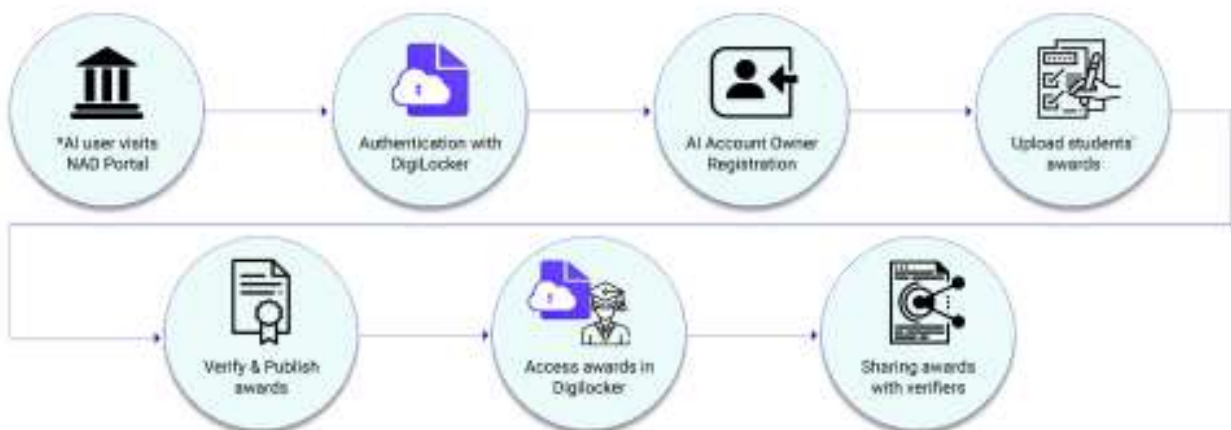 *AI user visits
NAD Portal
Authentication with
DigiLocker
AI Account Owner
Registration
Upload students'
awards
Verify & Publish
awards
Access awards in
Digilocker
Sharing awards
with verifiers